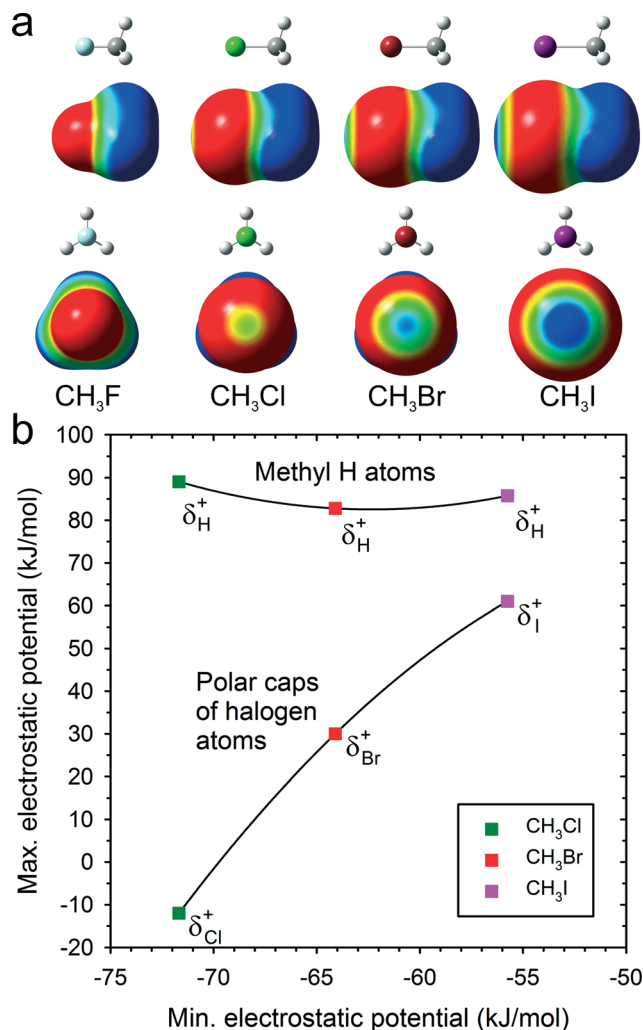 a
CH₃F CH₃Cl CH₃Br CH₃I
b
Max. electrostatic potential (kJ/mol)
100
90
80
70
60
50
40
30
20
10
0
-10
-20
Methyl H atoms
δ⁺H δ⁺H δ⁺H
δ⁺I
Polar caps
of halogen
atoms
δ⁺Br
δ⁺Cl
CH₃Cl
CH₃Br
CH₃I
-75 -70 -65 -60 -55 -50
Min. electrostatic potential (kJ/mol)